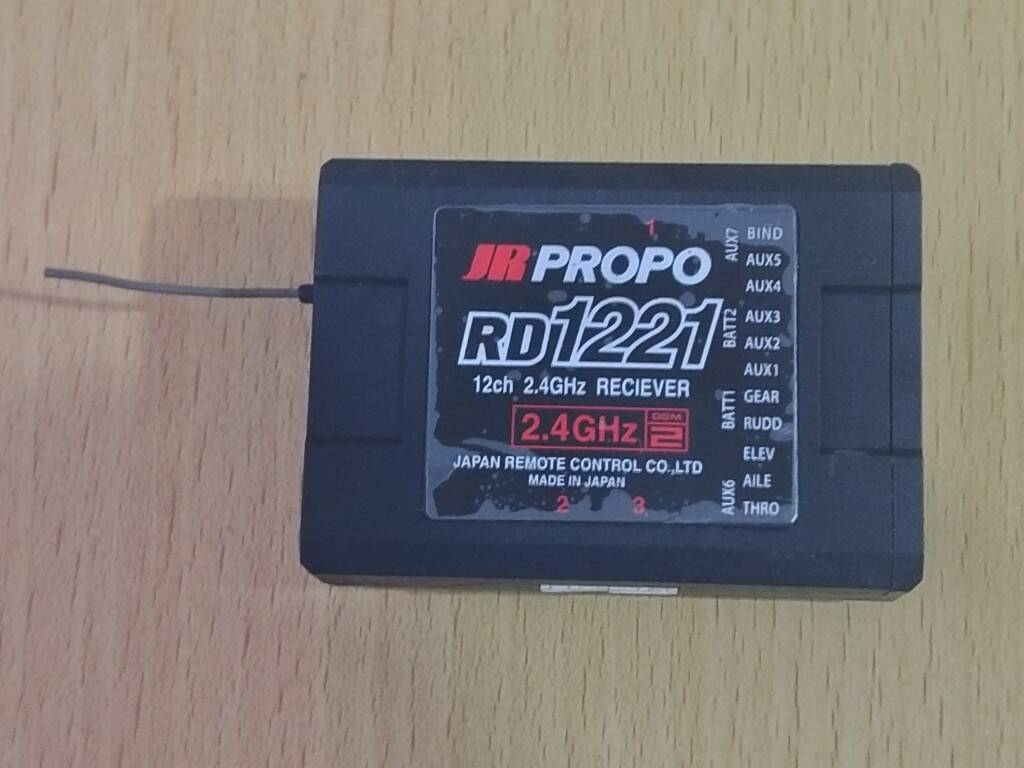 1
JR PROPO
RD1221
12ch 2.4GHz RECIEVER
2.4GHz DSM 2
JAPAN REMOTE CONTROL CO.,LTD
MADE IN JAPAN
2 3
AUX7
BATT2
BATT1
AUX6
BIND
AUX5
AUX4
AUX3
AUX2
AUX1
GEAR
RUDD
ELEV
AILE
THRO